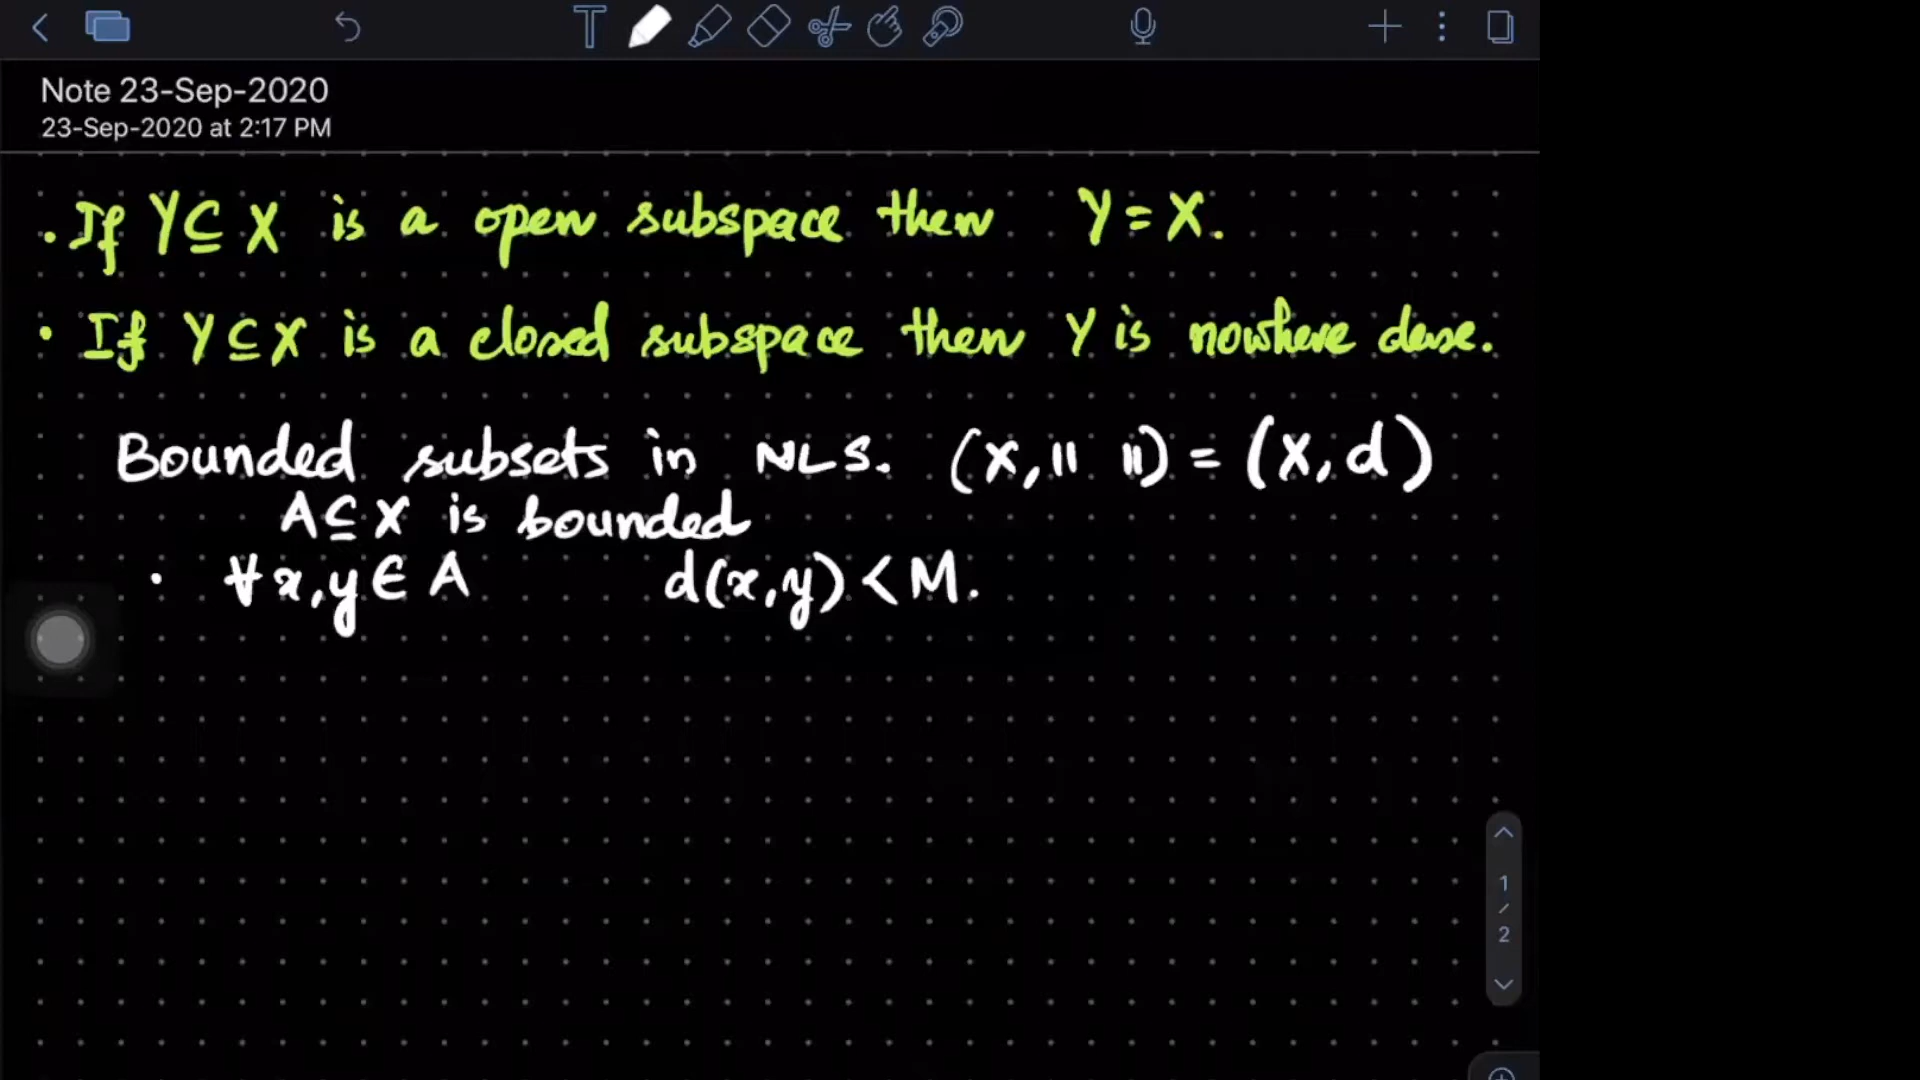 Note 23-Sep-2020
23-Sep-2020 at 2:17 PM
. If Y ⊆ X is a open subspace then Y = X.
• If Y ⊆ X is a closed subspace then Y is nowhere dense.
Bounded subsets in NLS. (X, || ||) = (X, d)
A ⊆ X is bounded
• ∀ x, y ∈ A d(x, y) < M.
1
/
2